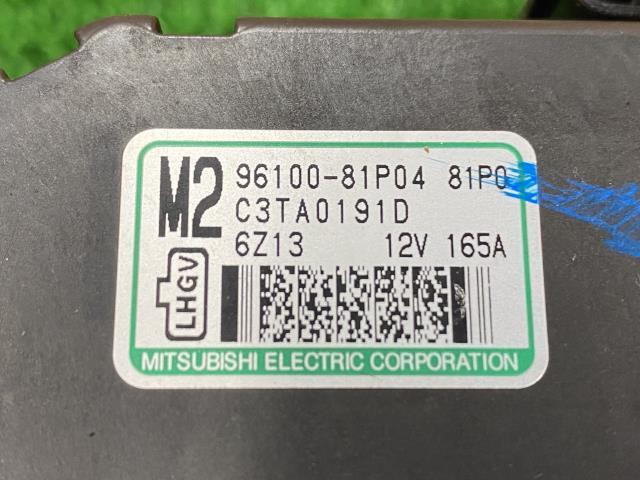 M2 96100-81P04 81P0
C3TA0191D
6Z13 12V 165A
LHGV
MITSUBISHI ELECTRIC CORPORATION